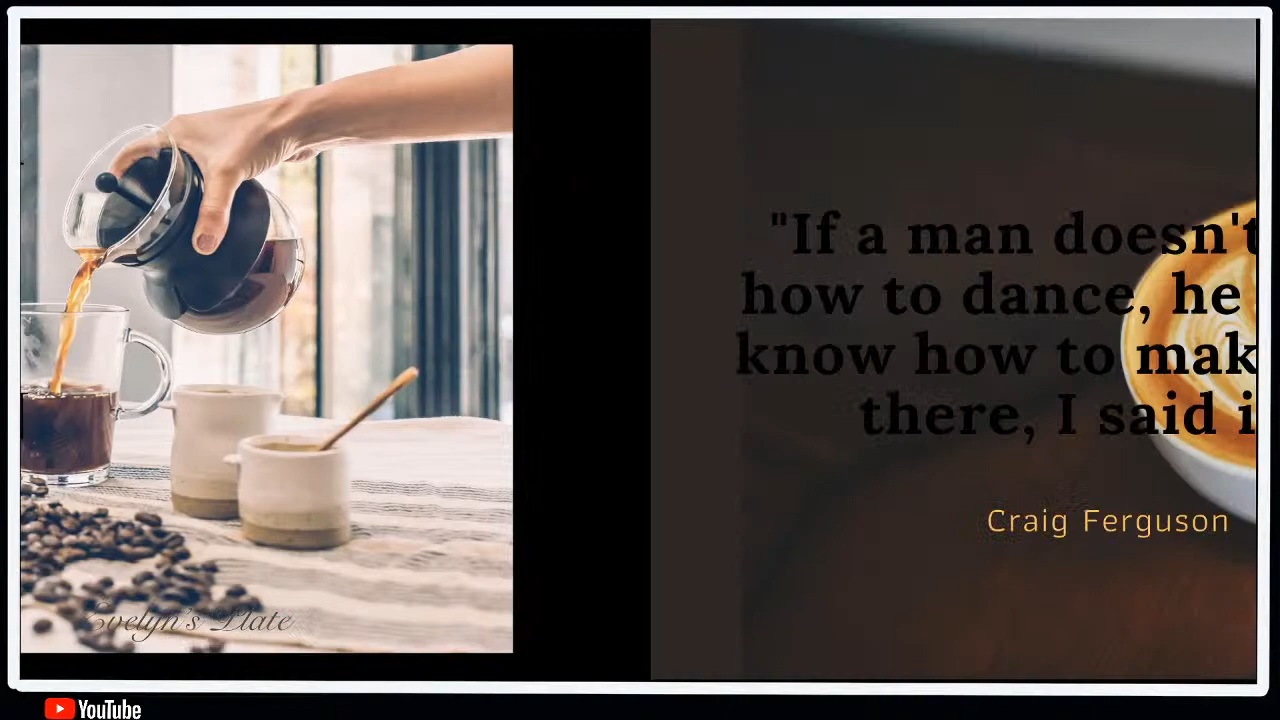 Evelyn's Plate
"If a man doesn't
how to dance, he
know how to mak
there, I said i
Craig Ferguson
YouTube